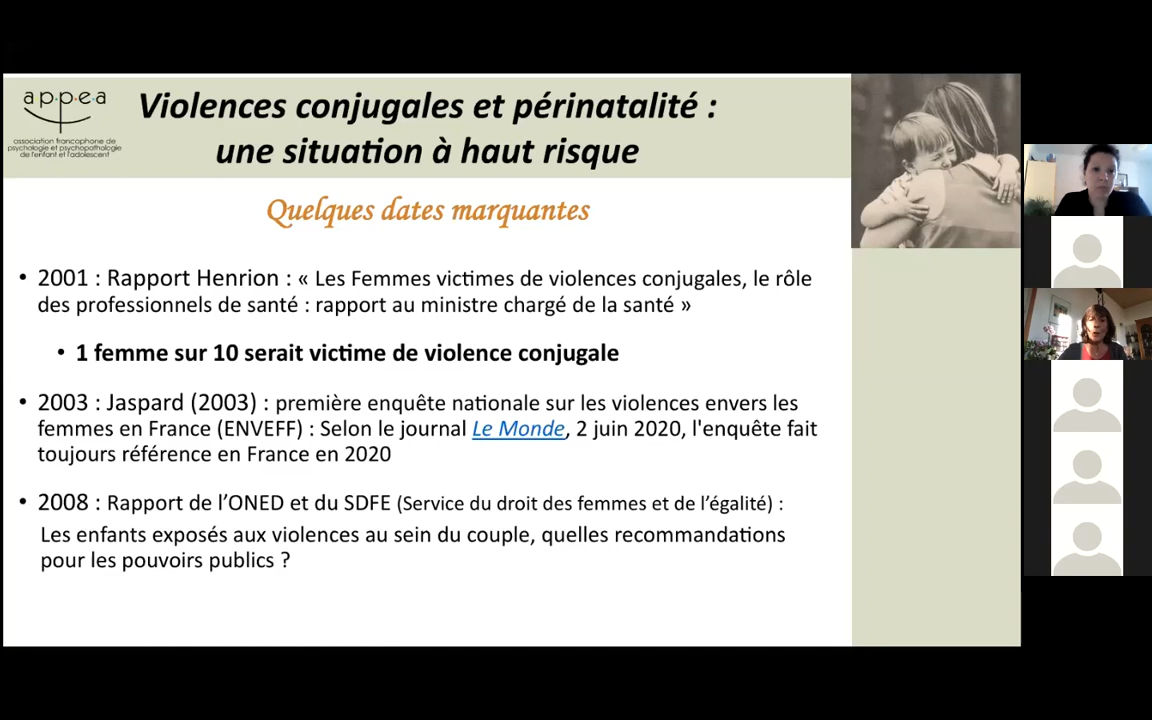 appea
association francophone de
psychologie et psychopathologie
de l'enfant et l'adolescent
Violences conjugales et périnatalité :
une situation à haut risque
Quelques dates marquantes
• 2001 : Rapport Henrion : « Les Femmes victimes de violences conjugales, le rôle
des professionnels de santé : rapport au ministre chargé de la santé »
• 1 femme sur 10 serait victime de violence conjugale
• 2003 : Jaspard (2003) : première enquête nationale sur les violences envers les
femmes en France (ENVEFF) : Selon le journal Le Monde, 2 juin 2020, l'enquête fait
toujours référence en France en 2020
• 2008 : Rapport de l’ONED et du SDFE (Service du droit des femmes et de l’égalité) :
Les enfants exposés aux violences au sein du couple, quelles recommandations
pour les pouvoirs publics ?